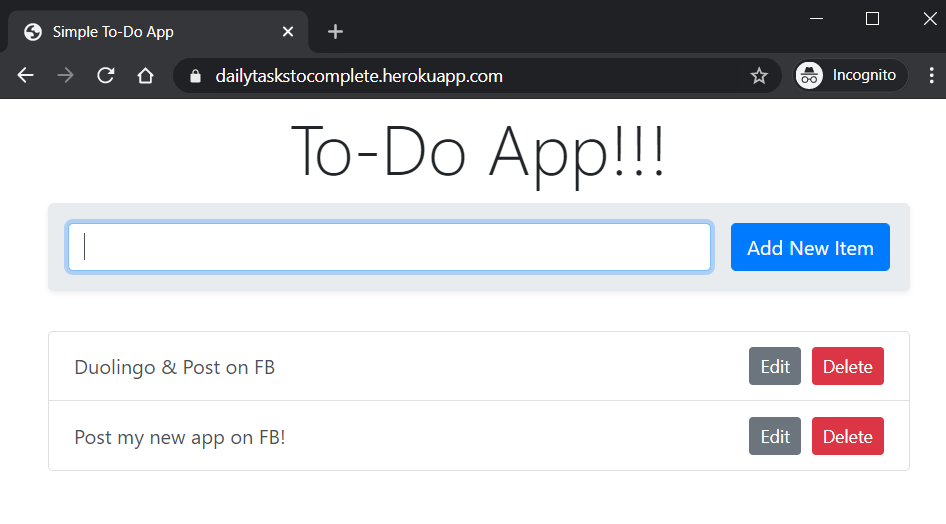 Simple To-Do App
dailytaskstocomplete.herokuapp.com
Incognito
To-Do App!!!
Add New Item
Duolingo & Post on FB
Edit
Delete
Post my new app on FB!
Edit
Delete